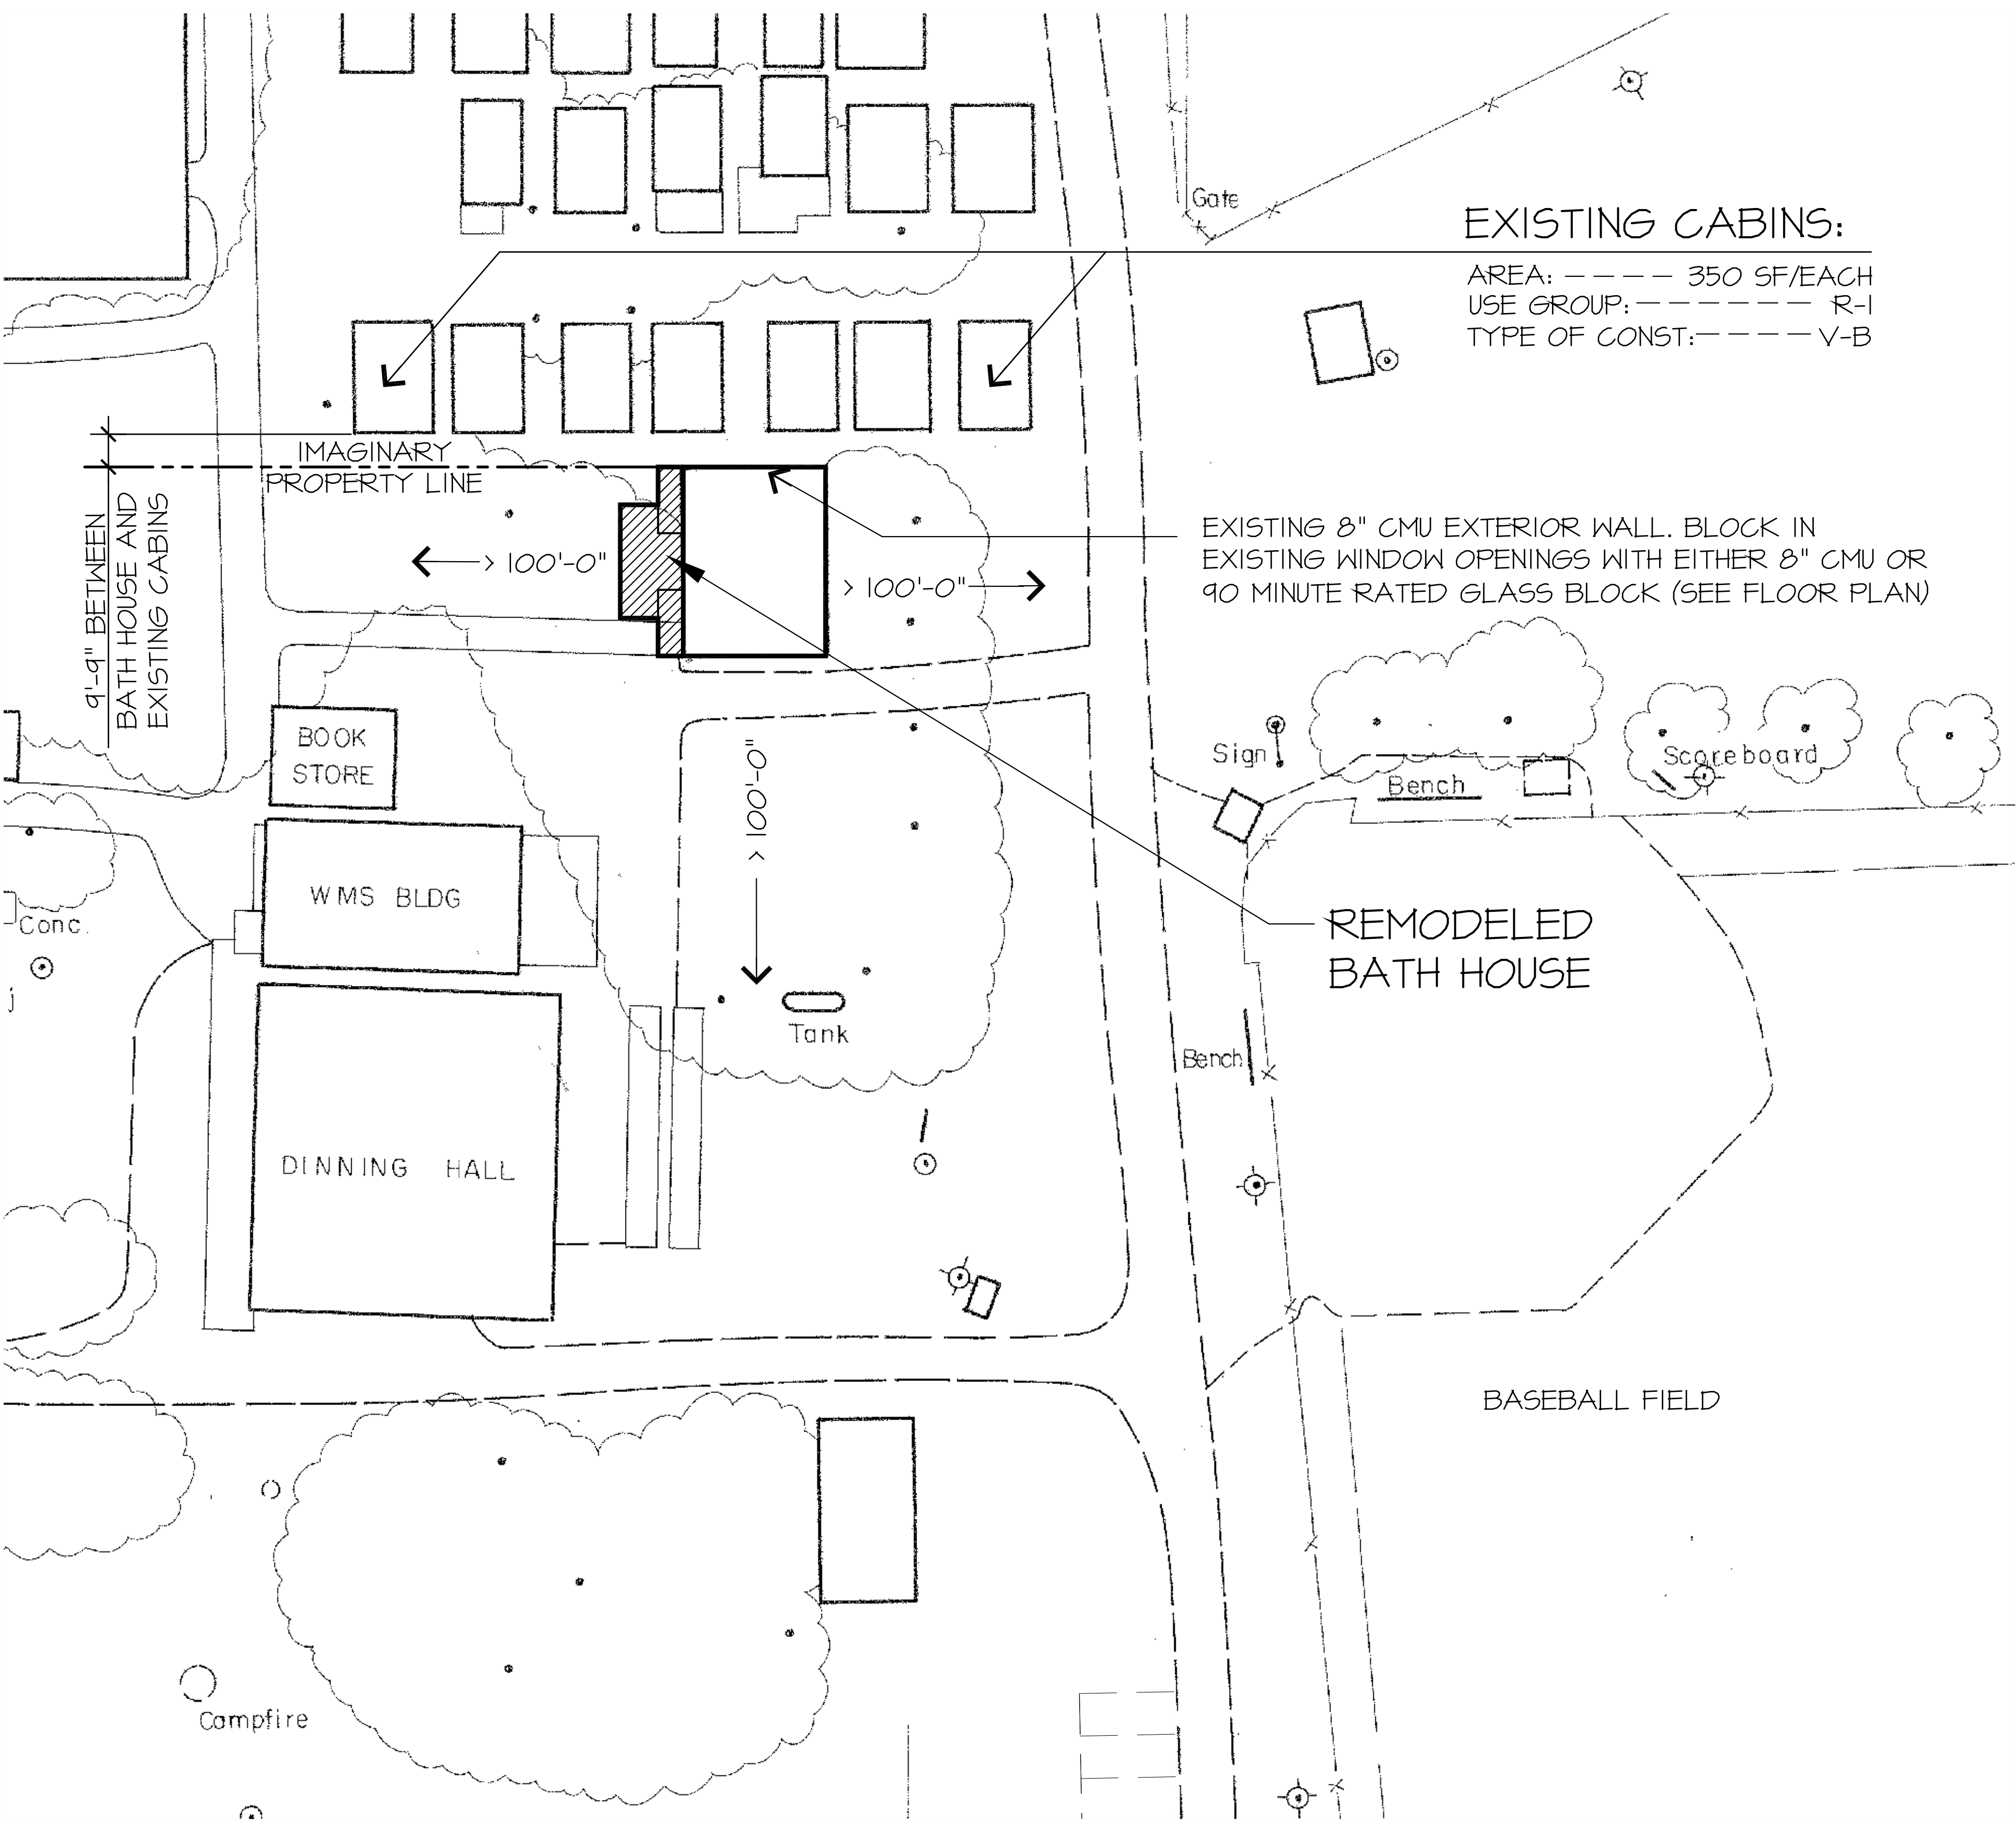 Gate
EXISTING CABINS:
AREA: ---- 350 SF/EACH
USE GROUP: ------- R-1
TYPE OF CONST: ---- V-B
IMAGINARY
PROPERTY LINE
9'-9" BETWEEN
BATH HOUSE AND
EXISTING CABINS
> 100'-0"
> 100'-0"
EXISTING 8" CMU EXTERIOR WALL. BLOCK IN
EXISTING WINDOW OPENINGS WITH EITHER 8" CMU OR
90 MINUTE RATED GLASS BLOCK (SEE FLOOR PLAN)
BOOK
STORE
> 100'-0"
Sign
Bench
Scoreboard
WMS BLDG
Conc.
REMODELED
BATH HOUSE
j
Tank
Bench
DINNING HALL
BASEBALL FIELD
Campfire